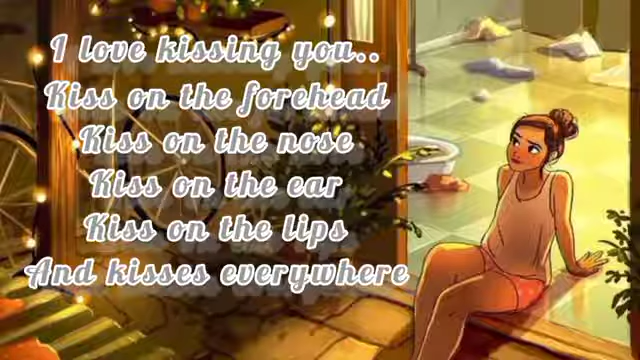 I love kissing you..
Kiss on the forehead
Kiss on the nose
Kiss on the ear
Kiss on the lips
And kisses everywhere